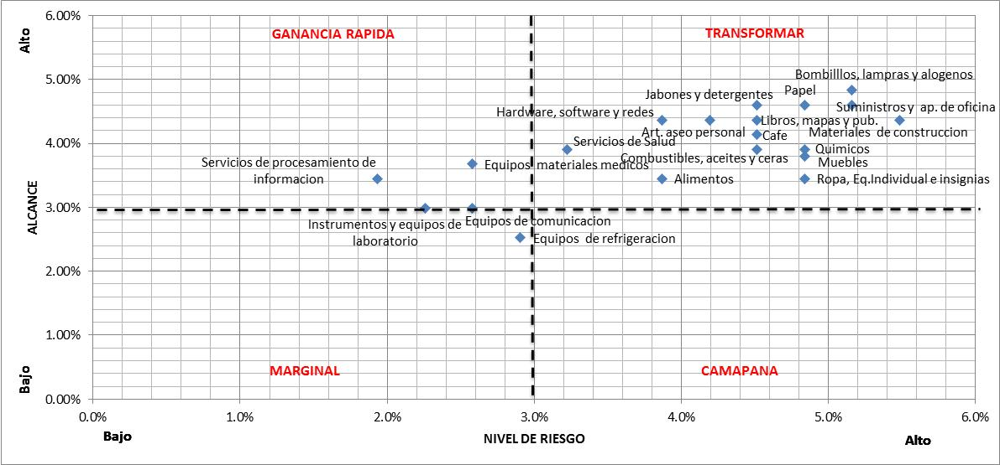 6.00%
Alto
GANANCIA RAPIDA
TRANSFORMAR
5.00%
Bombilllos, lampras y alogenos
Papel
Jabones y detergentes
Suministros y  ap. de oficina
Hardware, software y redes
Libros, mapas y pub.
Art. aseo personal
Cafe
Materiales  de construccion
4.00%
Servicios de Salud
Quimicos
Combustibles, aceites y ceras
Muebles
Servicios de procesamiento de
informacion
Equipos  materiales medicos
Alimentos
Ropa, Eq.Individual e insignias
ALCANCE
3.00%
Instrumentos y equipos de
laboratorio
Equipos de comunicacion
Equipos  de refrigeracion
2.00%
1.00%
Bajo
MARGINAL
CAMAPANA
0.00%
0.0%
1.0%
2.0%
3.0%
4.0%
5.0%
6.0%
Bajo
NIVEL DE RIESGO
Alto